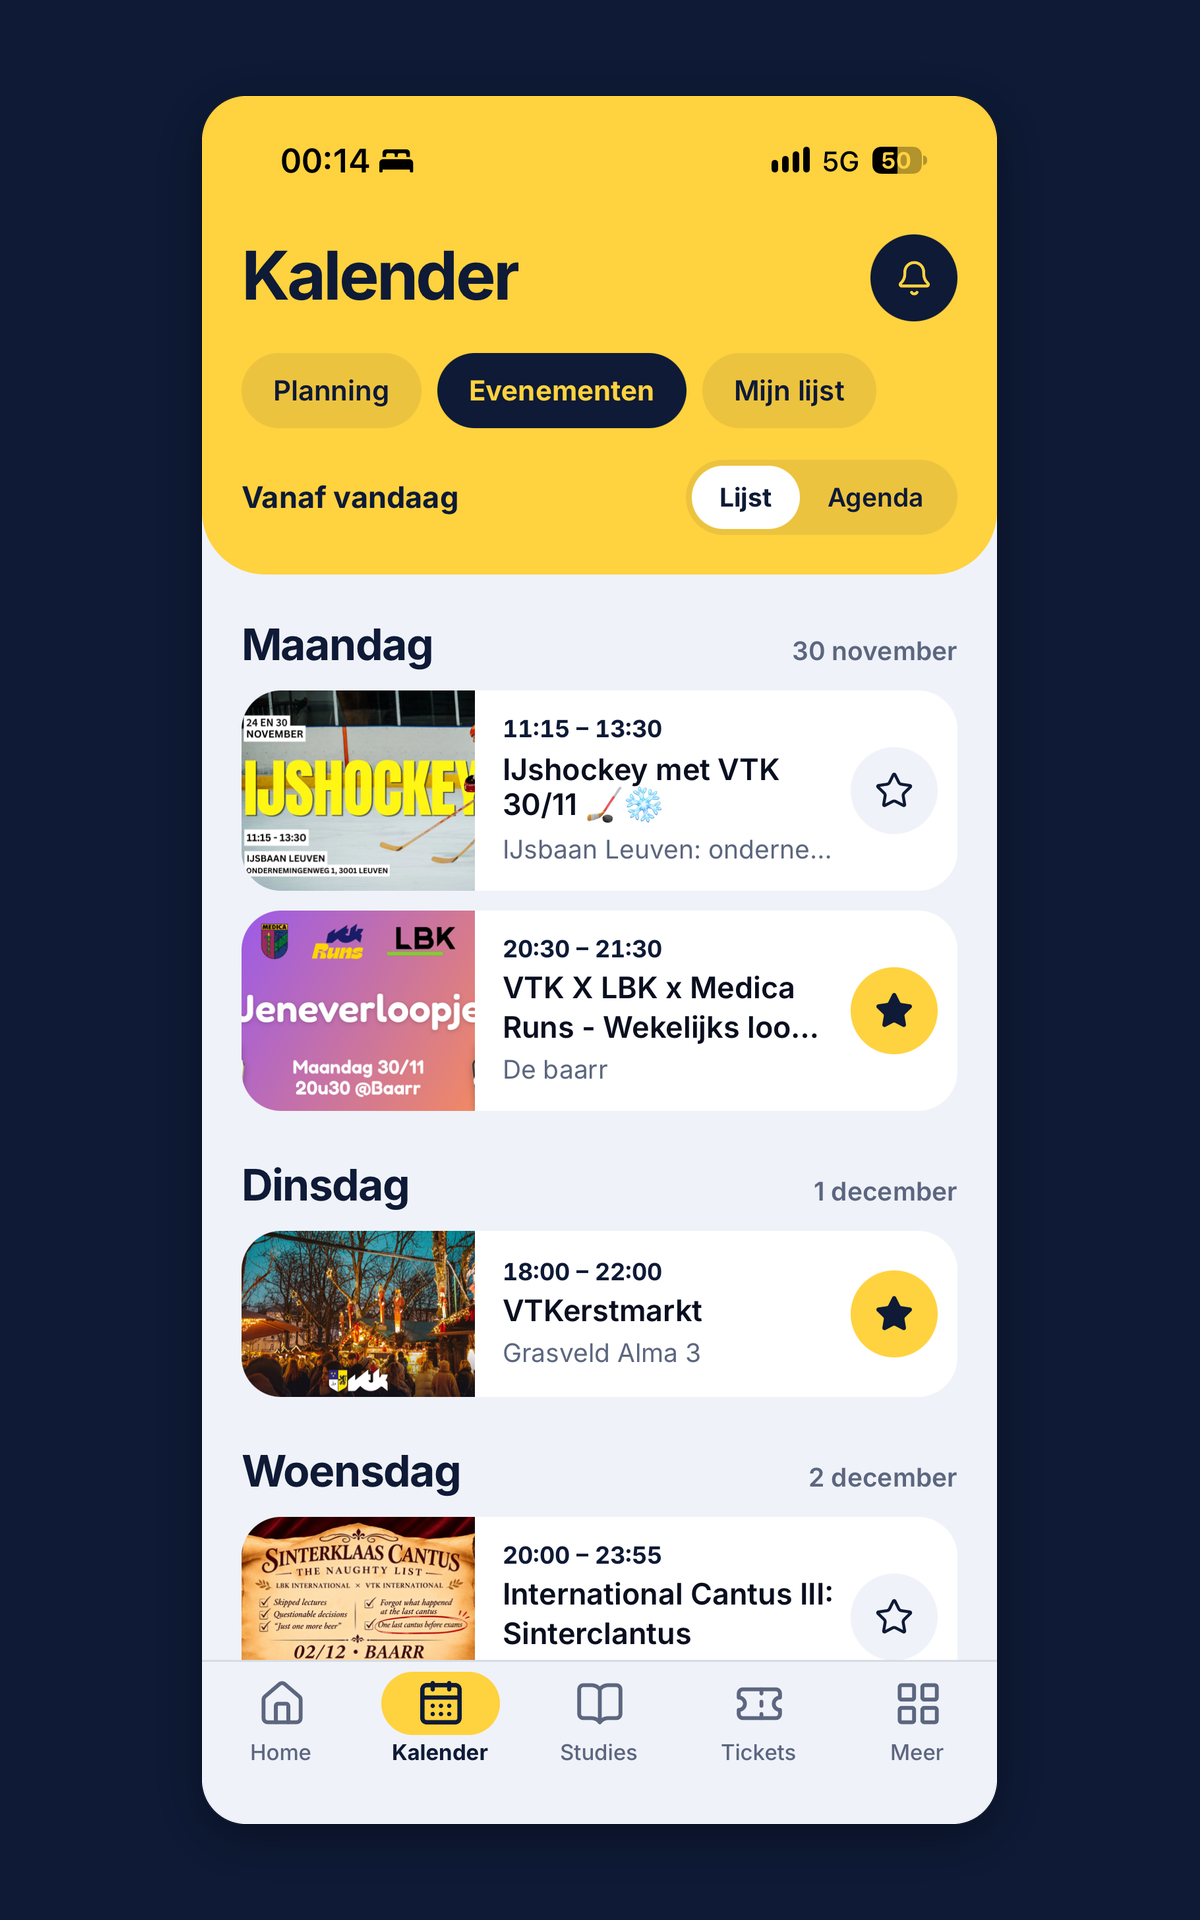 00:14
5G
50
Kalender
Planning
Evenementen
Mijn lijst
Vanaf vandaag
Lijst
Agenda
Maandag
30 november
24 EN 30
NOVEMBER
IJSHOCKEY
11:15 - 13:30
IJSBAAN LEUVEN
ONDERNEMINGENWEG 1, 3001 LEUVEN
11:15 – 13:30
IJshockey met VTK
30/11 🏒❄️
IJsbaan Leuven: onderne...
MEDICA
Runs
LBK
Jeneverloopje
Maandag 30/11
20u30 @Baarr
20:30 – 21:30
VTK X LBK x Medica
Runs - Wekelijks loo...
De baarr
Dinsdag
1 december
18:00 – 22:00
VTKerstmarkt
Grasveld Alma 3
Woensdag
2 december
SINTERKLAAS CANTUS
THE NAUGHTY LIST
LBK INTERNATIONAL × VTK INTERNATIONAL
Skipped lectures
Questionable decisions
"Just one more beer"
Forgot what happened
at the last cantus
One last cantus before exams
02/12 • BAARR
20:00 – 23:55
International Cantus III:
Sinterclantus
Home
Kalender
Studies
Tickets
Meer